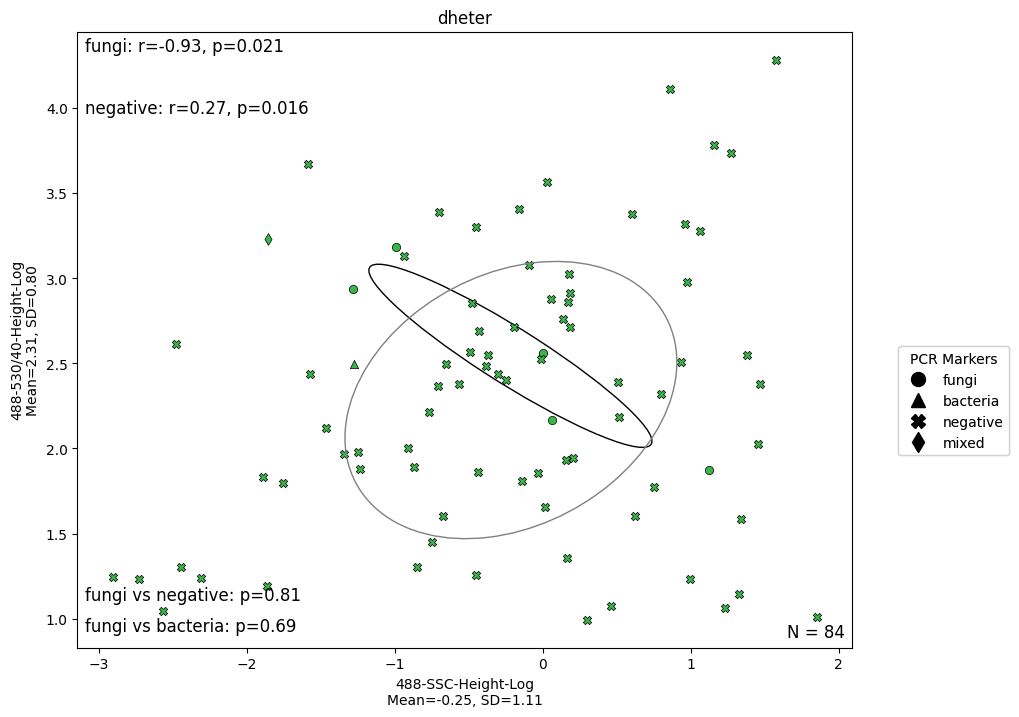 dheter
fungi: r=-0.93, p=0.021
negative: r=0.27, p=0.016
fungi vs negative: p=0.81
fungi vs bacteria: p=0.69
N = 84
488-530/40-Height-Log
Mean=2.31, SD=0.80
4.0
3.5
3.0
2.5
2.0
1.5
1.0
−3
−2
−1
0
1
2
488-SSC-Height-Log
Mean=-0.25, SD=1.11
PCR Markers
fungi
bacteria
negative
mixed